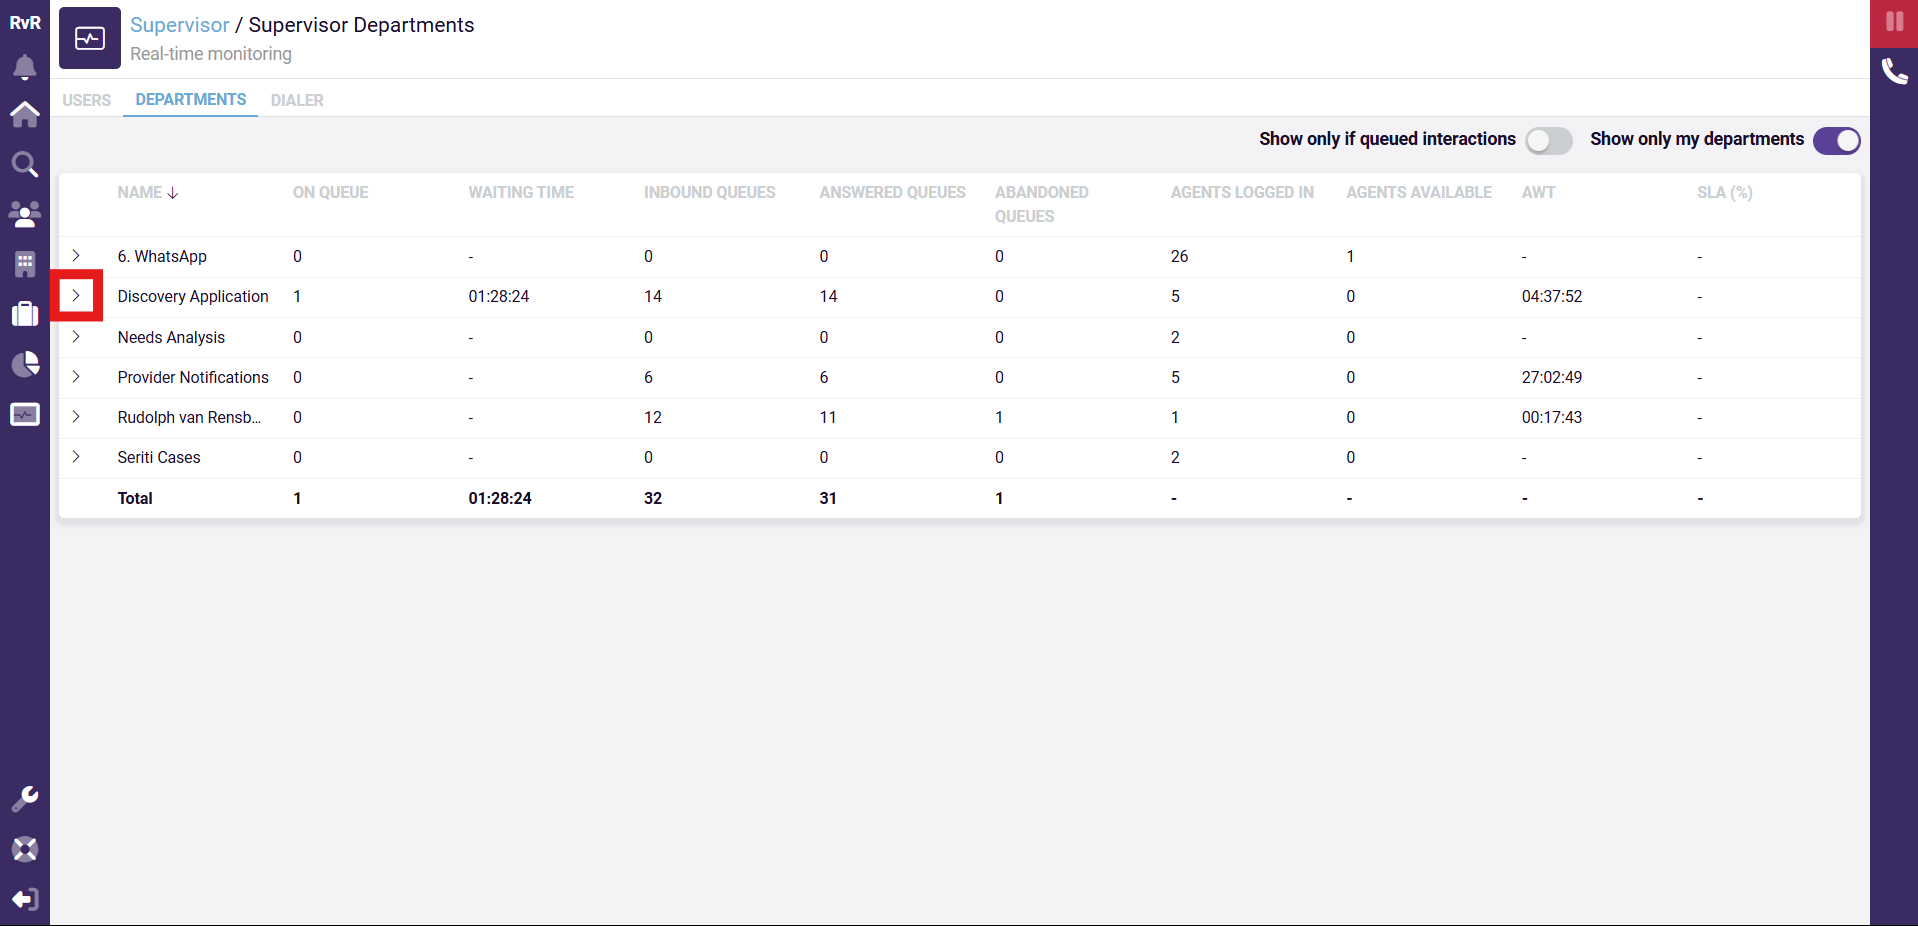 RvR
Supervisor / Supervisor Departments
Real-time monitoring
USERS DEPARTMENTS DIALER
Show only if queued interactions Show only my departments
NAME ON QUEUE WAITING TIME INBOUND QUEUES ANSWERED QUEUES ABANDONED QUEUES AGENTS LOGGED IN AGENTS AVAILABLE AWT SLA (%)
6. WhatsApp 0 - 0 0 0 26 1 - -
Discovery Application 1 01:28:24 14 14 0 5 0 04:37:52 -
Needs Analysis 0 - 0 0 0 2 0 - -
Provider Notifications 0 - 6 6 0 5 0 27:02:49 -
Rudolph van Rensb... 0 - 12 11 1 1 0 00:17:43 -
Seriti Cases 0 - 0 0 0 2 0 - -
Total 1 01:28:24 32 31 1 - - - -